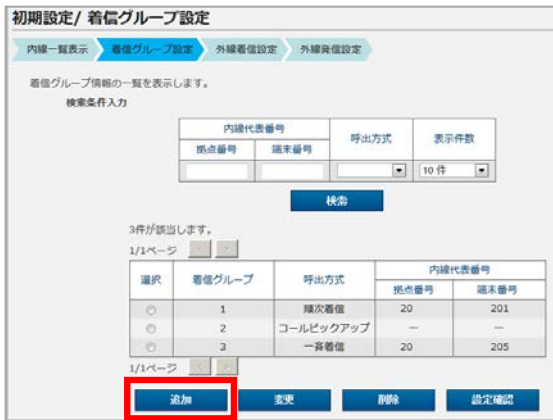 初期設定/ 着信グループ設定
内線一覧表示 着信グループ設定 外線着信設定 外線発信設定
着信グループ情報の一覧を表示します。
検索条件入力
内線代表番号 呼出方式 表示件数
拠点番号 端末番号
10 件
検索
3件が該当します。
1/1ページ < >
選択 着信グループ 呼出方式 内線代表番号
拠点番号 端末番号
1 順次着信 20 201
2 コールピックアップ — —
3 一斉着信 20 205
1/1ページ < >
追加 変更 削除 設定確認